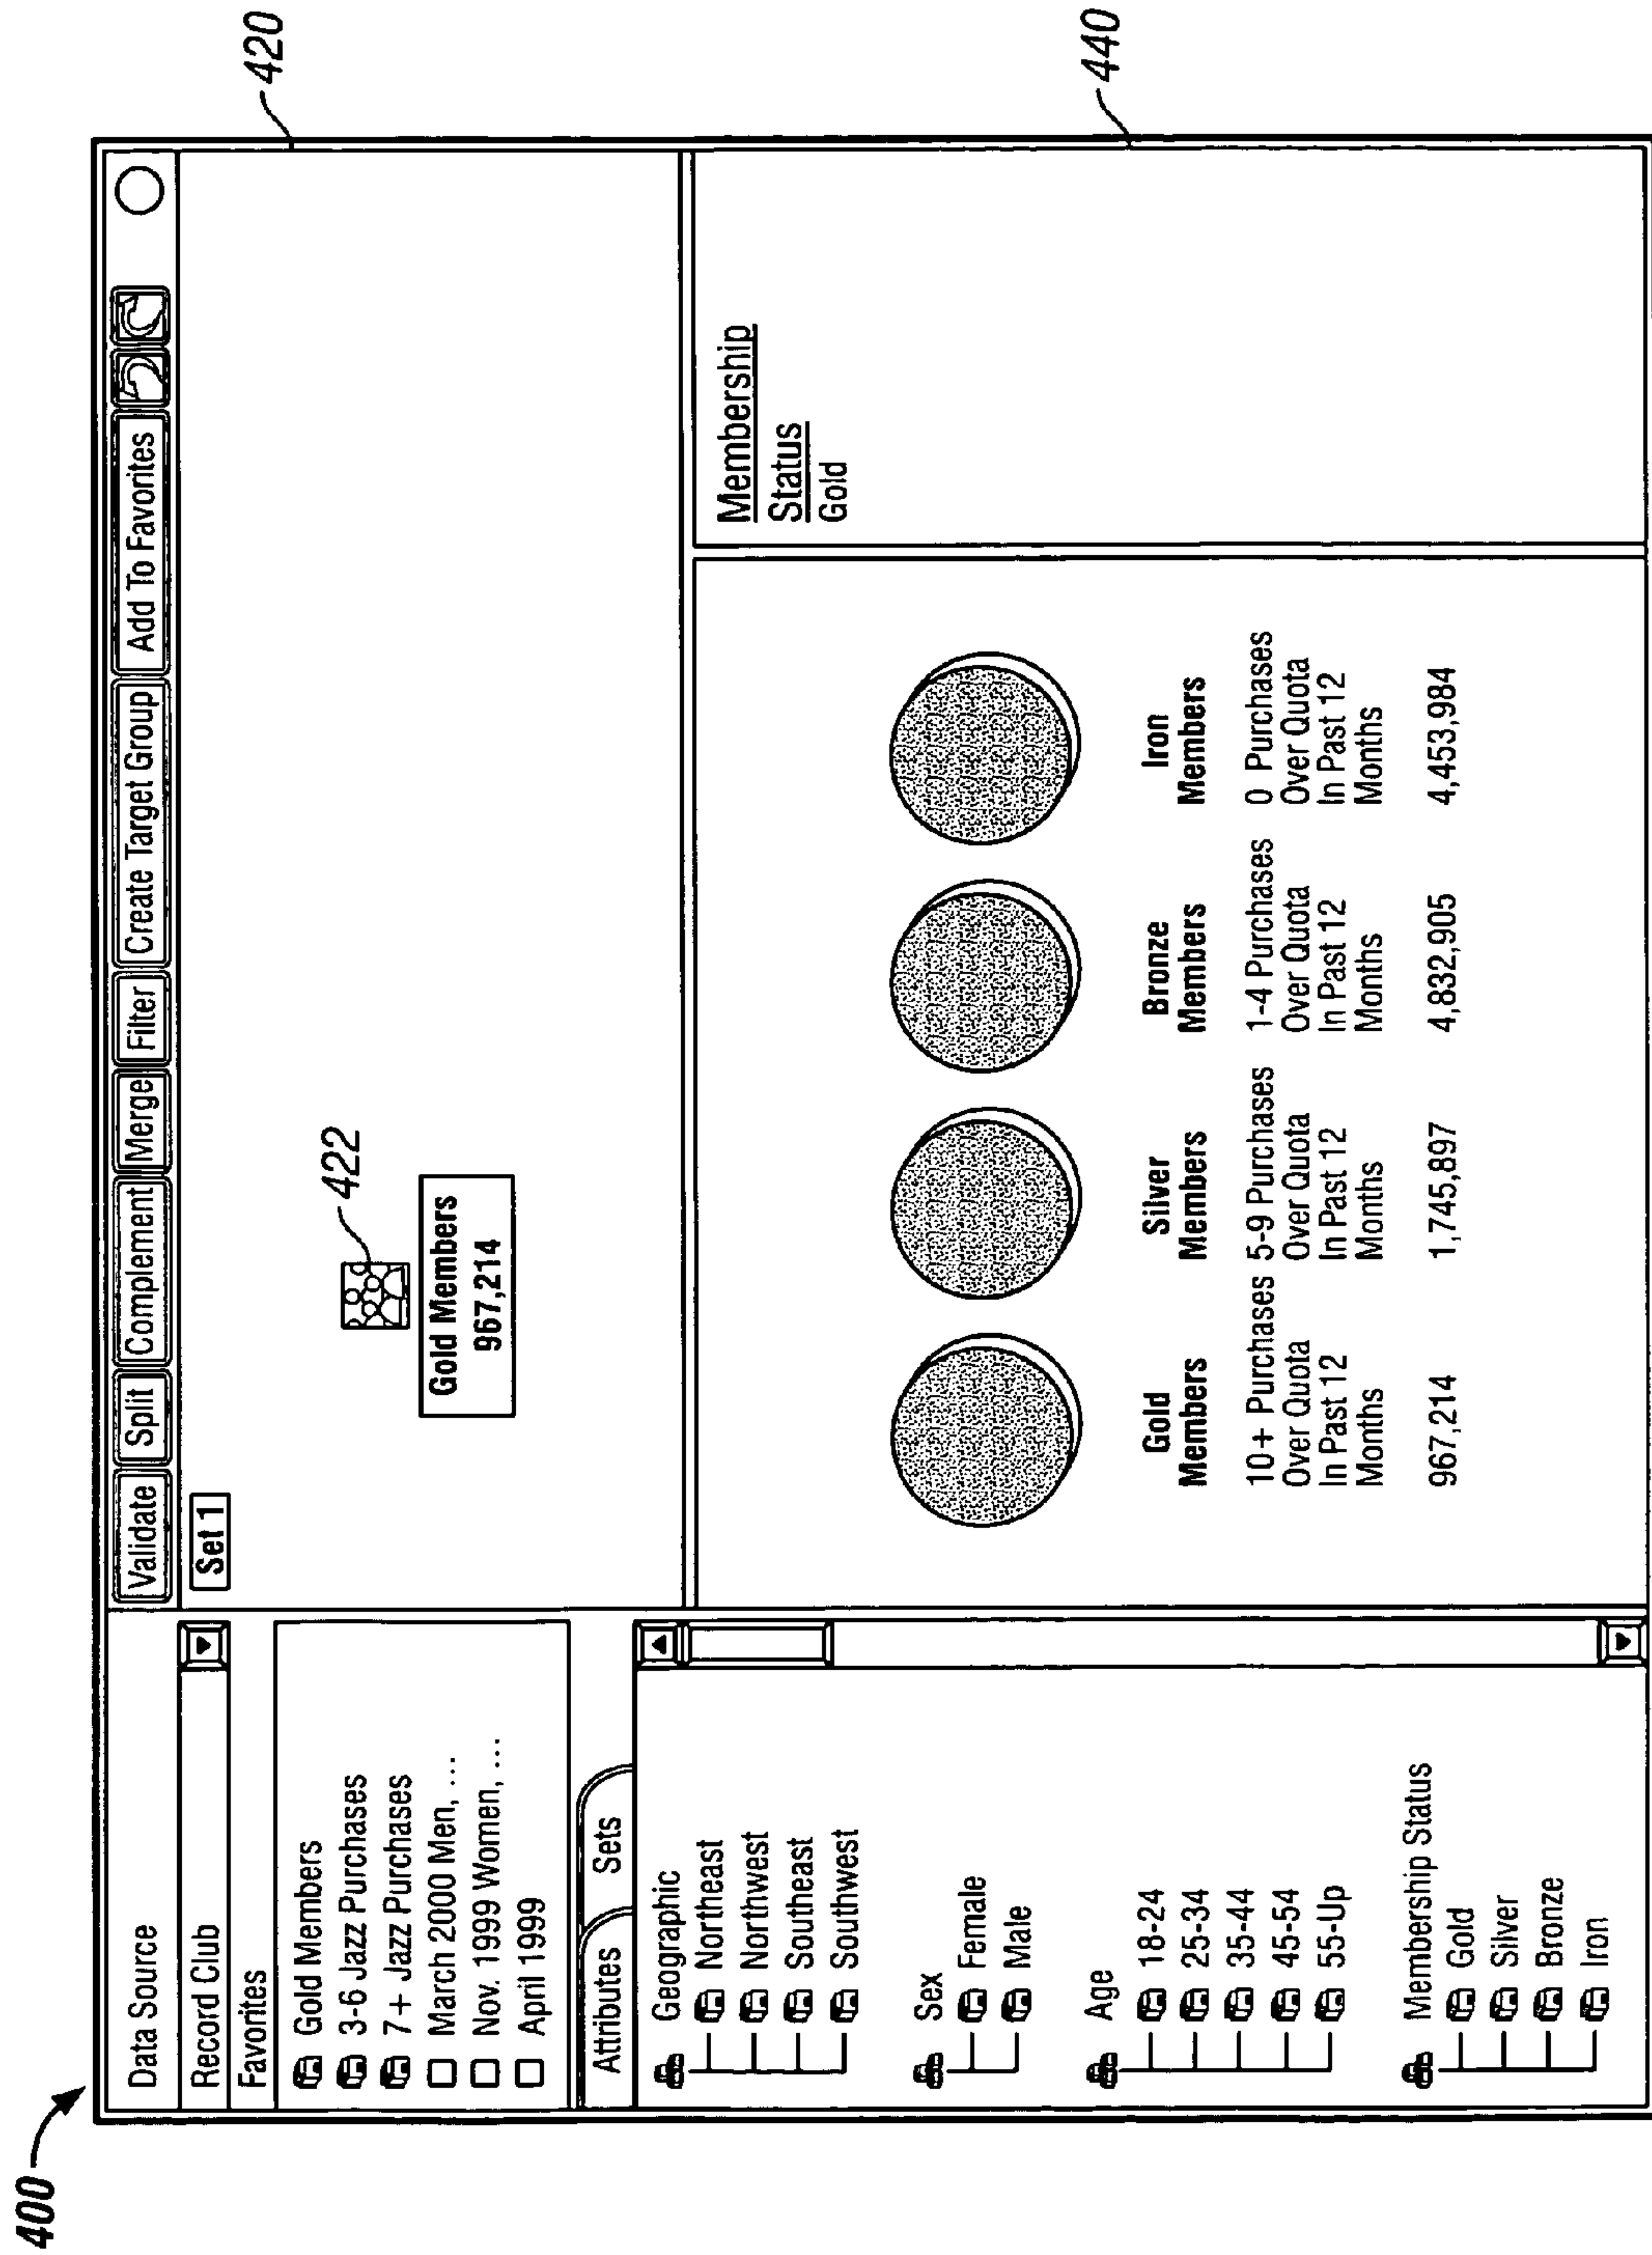 400
Data Source
Validate Split Complement Merge Filter Create Target Group Add To Favorites
Record Club
Set 1
420
Favorites
Gold Members
3-6 Jazz Purchases
7+ Jazz Purchases
March 2000 Men, ...
Nov. 1999 Women, ...
April 1999
422
Gold Members
967,214
Attributes Sets
Geographic
Northeast
Northwest
Southeast
Southwest
Sex
Female
Male
Age
18-24
25-34
35-44
45-54
55-Up
Membership Status
Gold
Silver
Bronze
Iron
Gold
Members
10+ Purchases
Over Quota
In Past 12
Months
967,214
Silver
Members
5-9 Purchases
Over Quota
In Past 12
Months
1,745,897
Bronze
Members
1-4 Purchases
Over Quota
In Past 12
Months
4,832,905
Iron
Members
0 Purchases
Over Quota
In Past 12
Months
4,453,984
Membership
Status
Gold
440